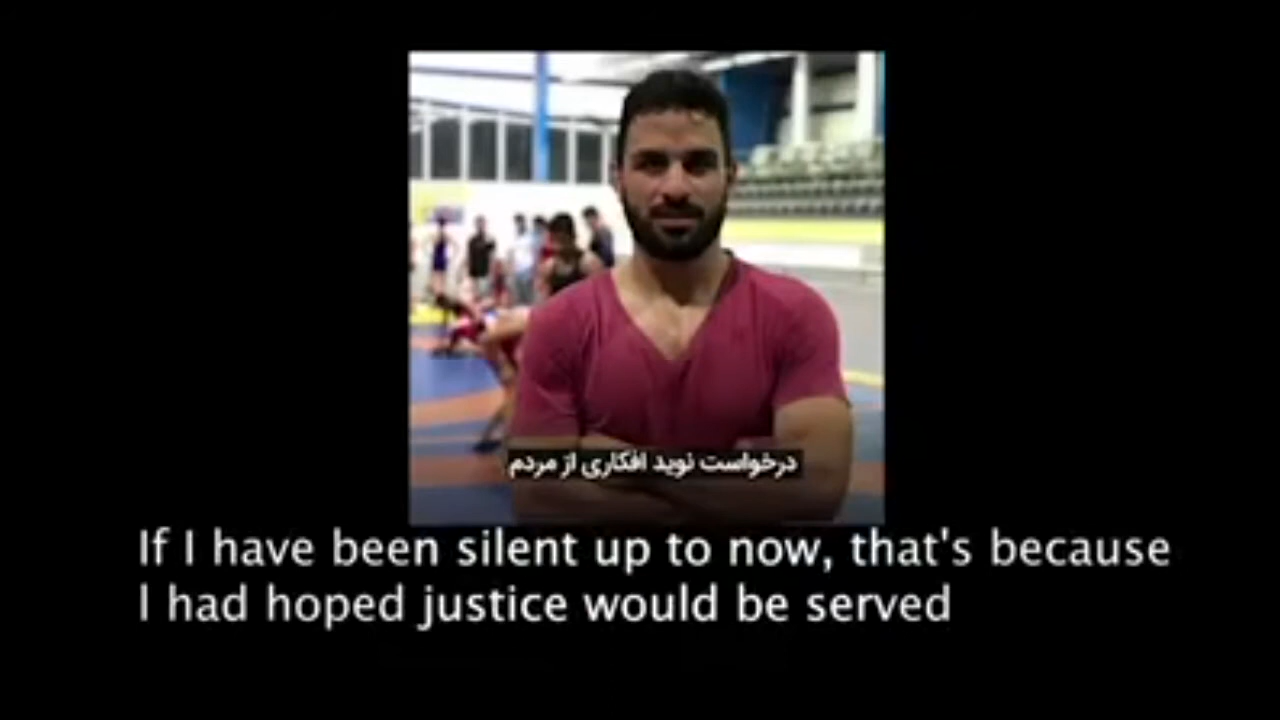 درخواست نوید افکاری از مردم
If I have been silent up to now, that's because
I had hoped justice would be served